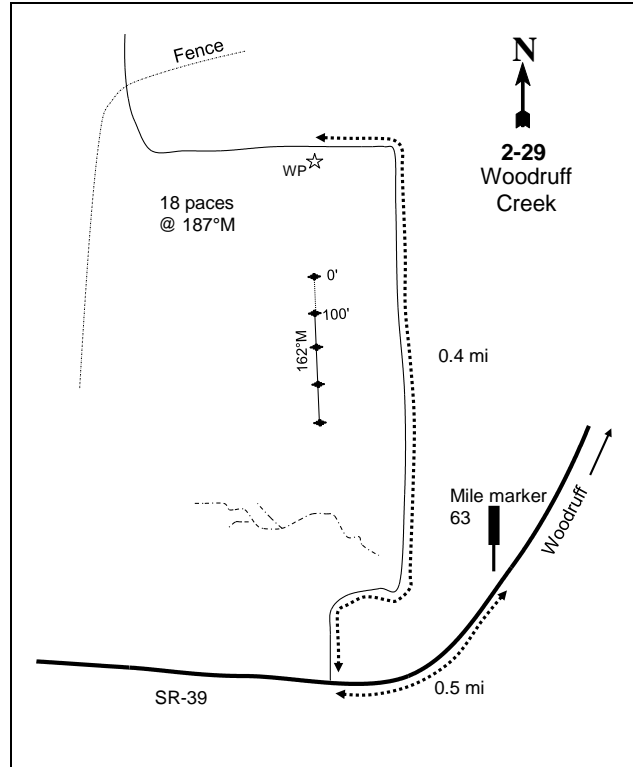 Fence
N
2-29
Woodruff
Creek
WP
18 paces
@ 187°M
0'
100'
162°M
0.4 mi
Mile marker
63
Woodruff
0.5 mi
SR-39